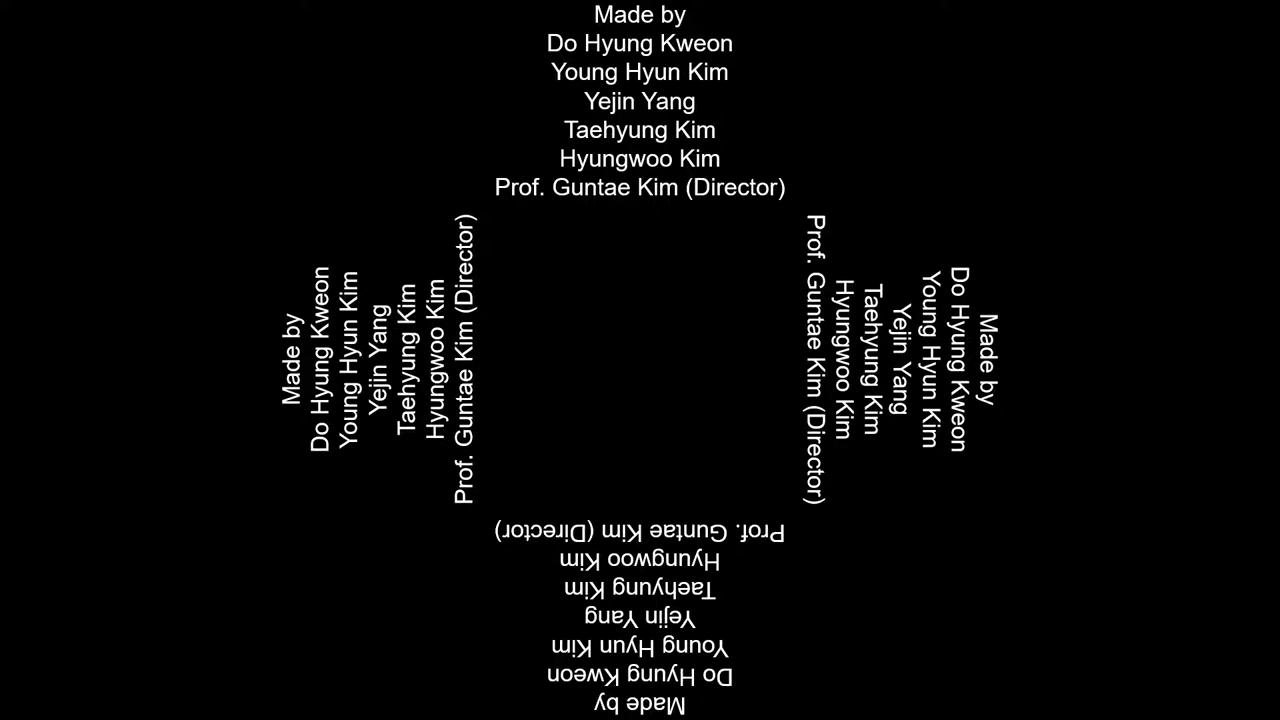 Made by
Do Hyung Kweon
Young Hyun Kim
Yejin Yang
Taehyung Kim
Hyungwoo Kim
Prof. Guntae Kim (Director)
Made by
Do Hyung Kweon
Young Hyun Kim
Yejin Yang
Taehyung Kim
Hyungwoo Kim
Prof. Guntae Kim (Director)
Made by
Do Hyung Kweon
Young Hyun Kim
Yejin Yang
Taehyung Kim
Hyungwoo Kim
Prof. Guntae Kim (Director)
Made by
Do Hyung Kweon
Young Hyun Kim
Yejin Yang
Taehyung Kim
Hyungwoo Kim
Prof. Guntae Kim (Director)